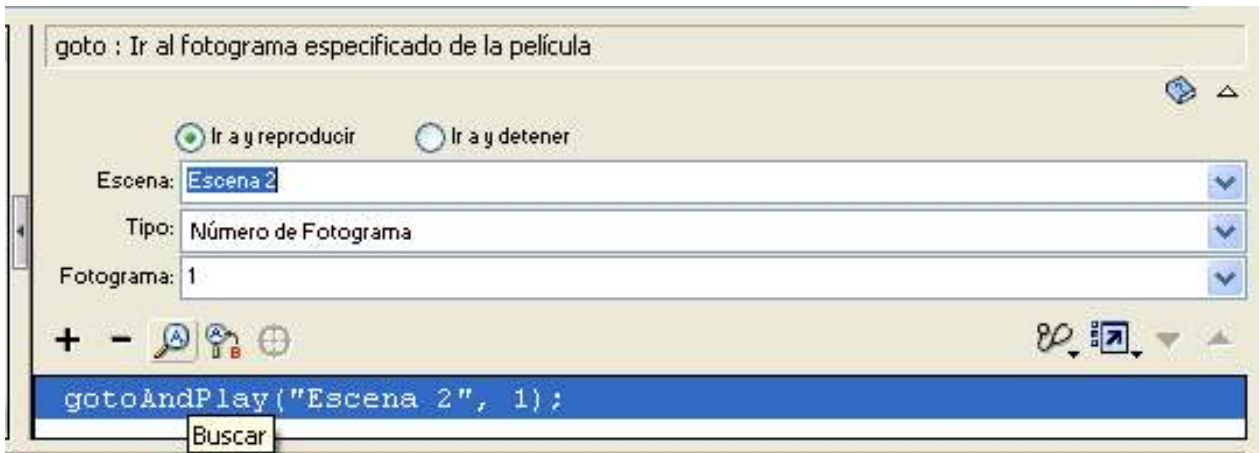 goto : Ir al fotograma especificado de la película
Ir a y reproducir Ir a y detener
Escena: Escena 2
Tipo: Número de Fotograma
Fotograma: 1
gotoAndPlay("Escena 2", 1);
Buscar